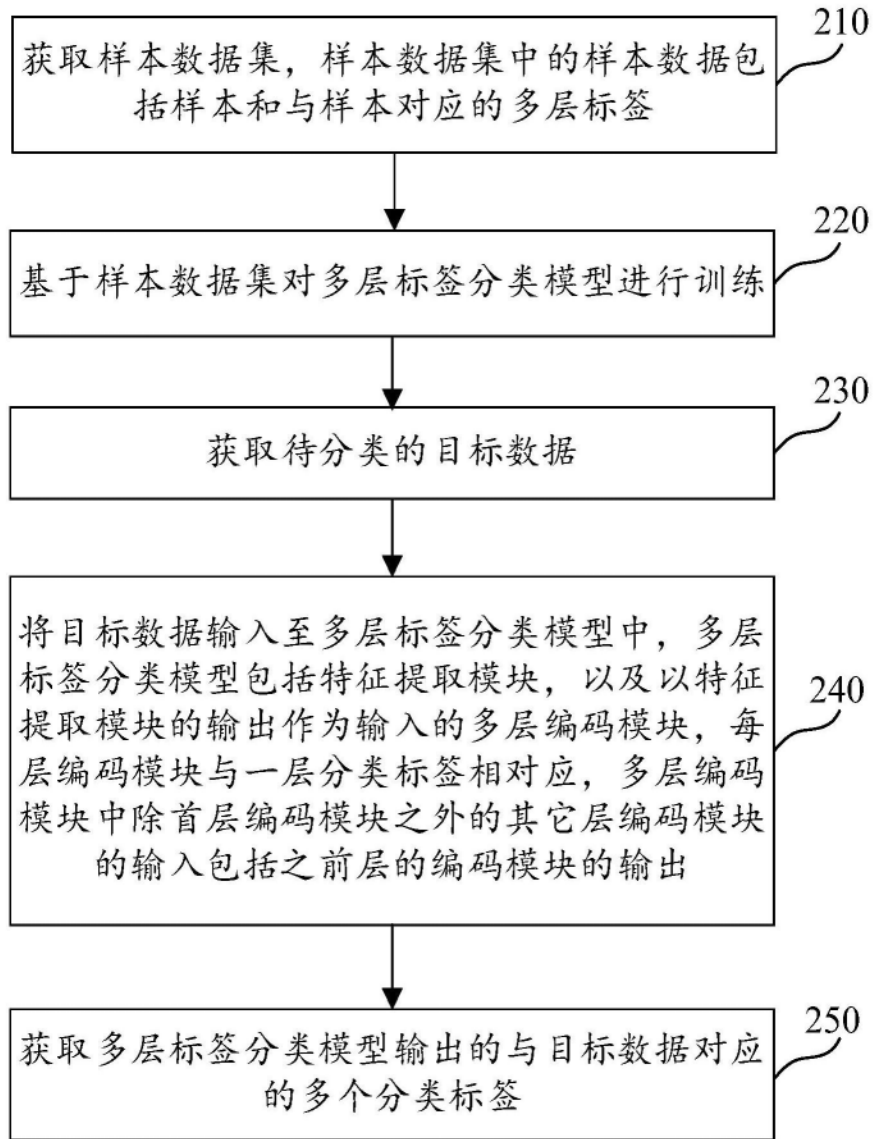 210
获取样本数据集，样本数据集中的样本数据包
括样本和与样本对应的多层标签
220
基于样本数据集对多层标签分类模型进行训练
230
获取待分类的目标数据
240
将目标数据输入至多层标签分类模型中，多层
标签分类模型包括特征提取模块，以及以特征
提取模块的输出作为输入的多层编码模块，每
层编码模块与一层分类标签相对应，多层编码
模块中除首层编码模块之外的其它层编码模块
的输入包括之前层的编码模块的输出
250
获取多层标签分类模型输出的与目标数据对应
的多个分类标签